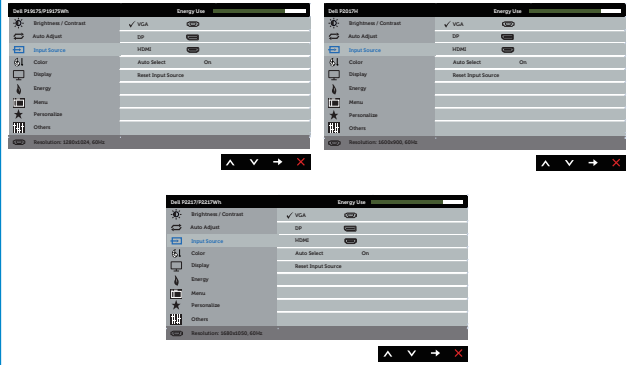 Dell P1917S/P1917SWh Energy Use
Brightness / Contrast VGA
Auto Adjust DP
Input Source HDMI
Color Auto Select On
Display Reset Input Source
Energy
Menu
Personalize
Others
Resolution: 1280x1024, 60Hz
Dell P2017H Energy Use
Brightness / Contrast VGA
Auto Adjust DP
Input Source HDMI
Color Auto Select On
Display Reset Input Source
Energy
Menu
Personalize
Others
Resolution: 1600x900, 60Hz
Dell P2217/P2217Wh Energy Use
Brightness / Contrast VGA
Auto Adjust DP
Input Source HDMI
Color Auto Select On
Display Reset Input Source
Energy
Menu
Personalize
Others
Resolution: 1680x1050, 60Hz